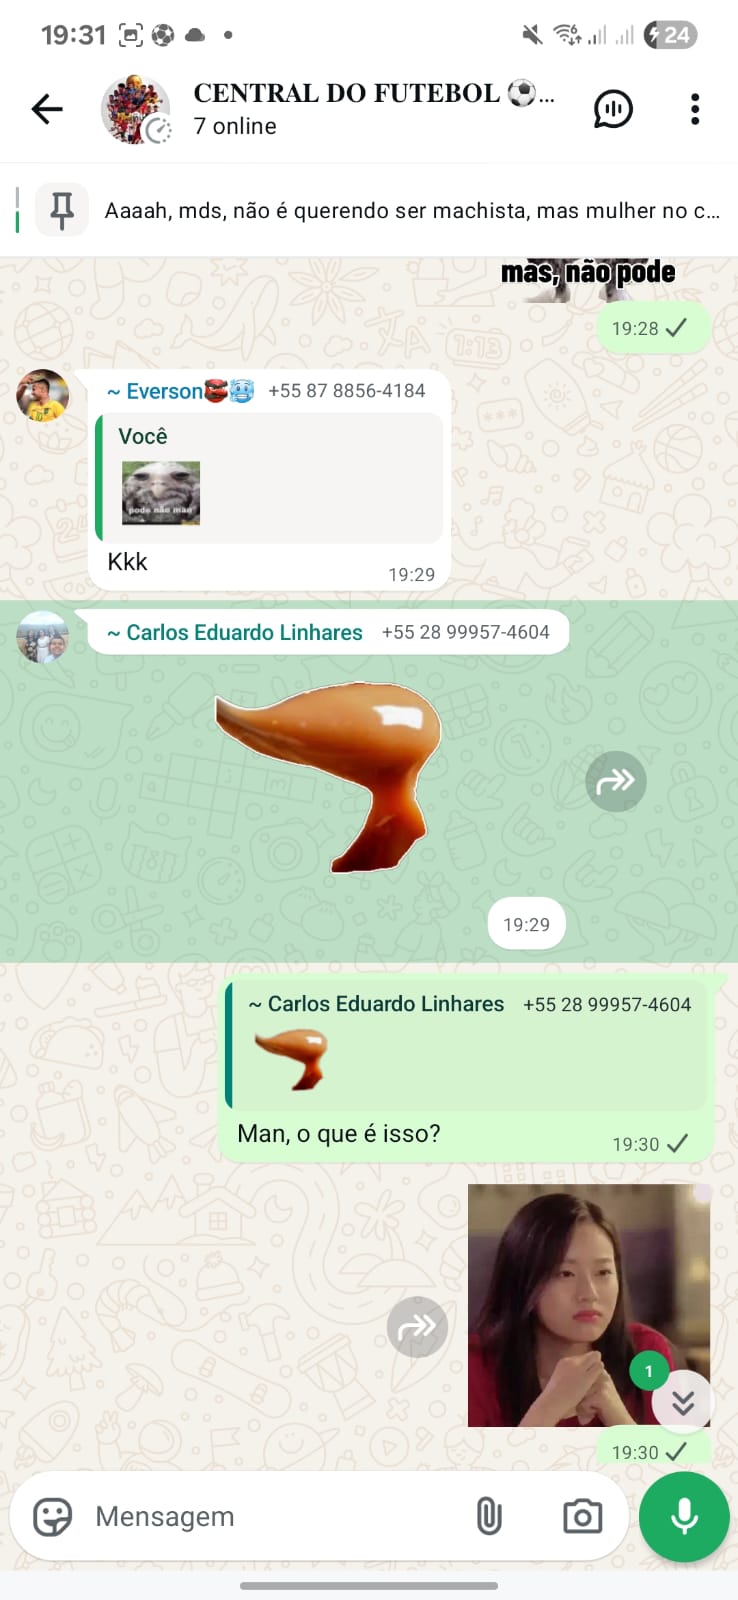 19:31
24
CENTRAL DO FUTEBOL ⚽...
7 online
Aaaah, mds, não é querendo ser machista, mas mulher no c...
mas, não pode
19:28
~ Everson👹🥶 +55 87 8856-4184
Você
pode não man
Kkk
19:29
~ Carlos Eduardo Linhares +55 28 99957-4604
19:29
~ Carlos Eduardo Linhares +55 28 99957-4604
Man, o que é isso?
19:30
1
19:30
Mensagem